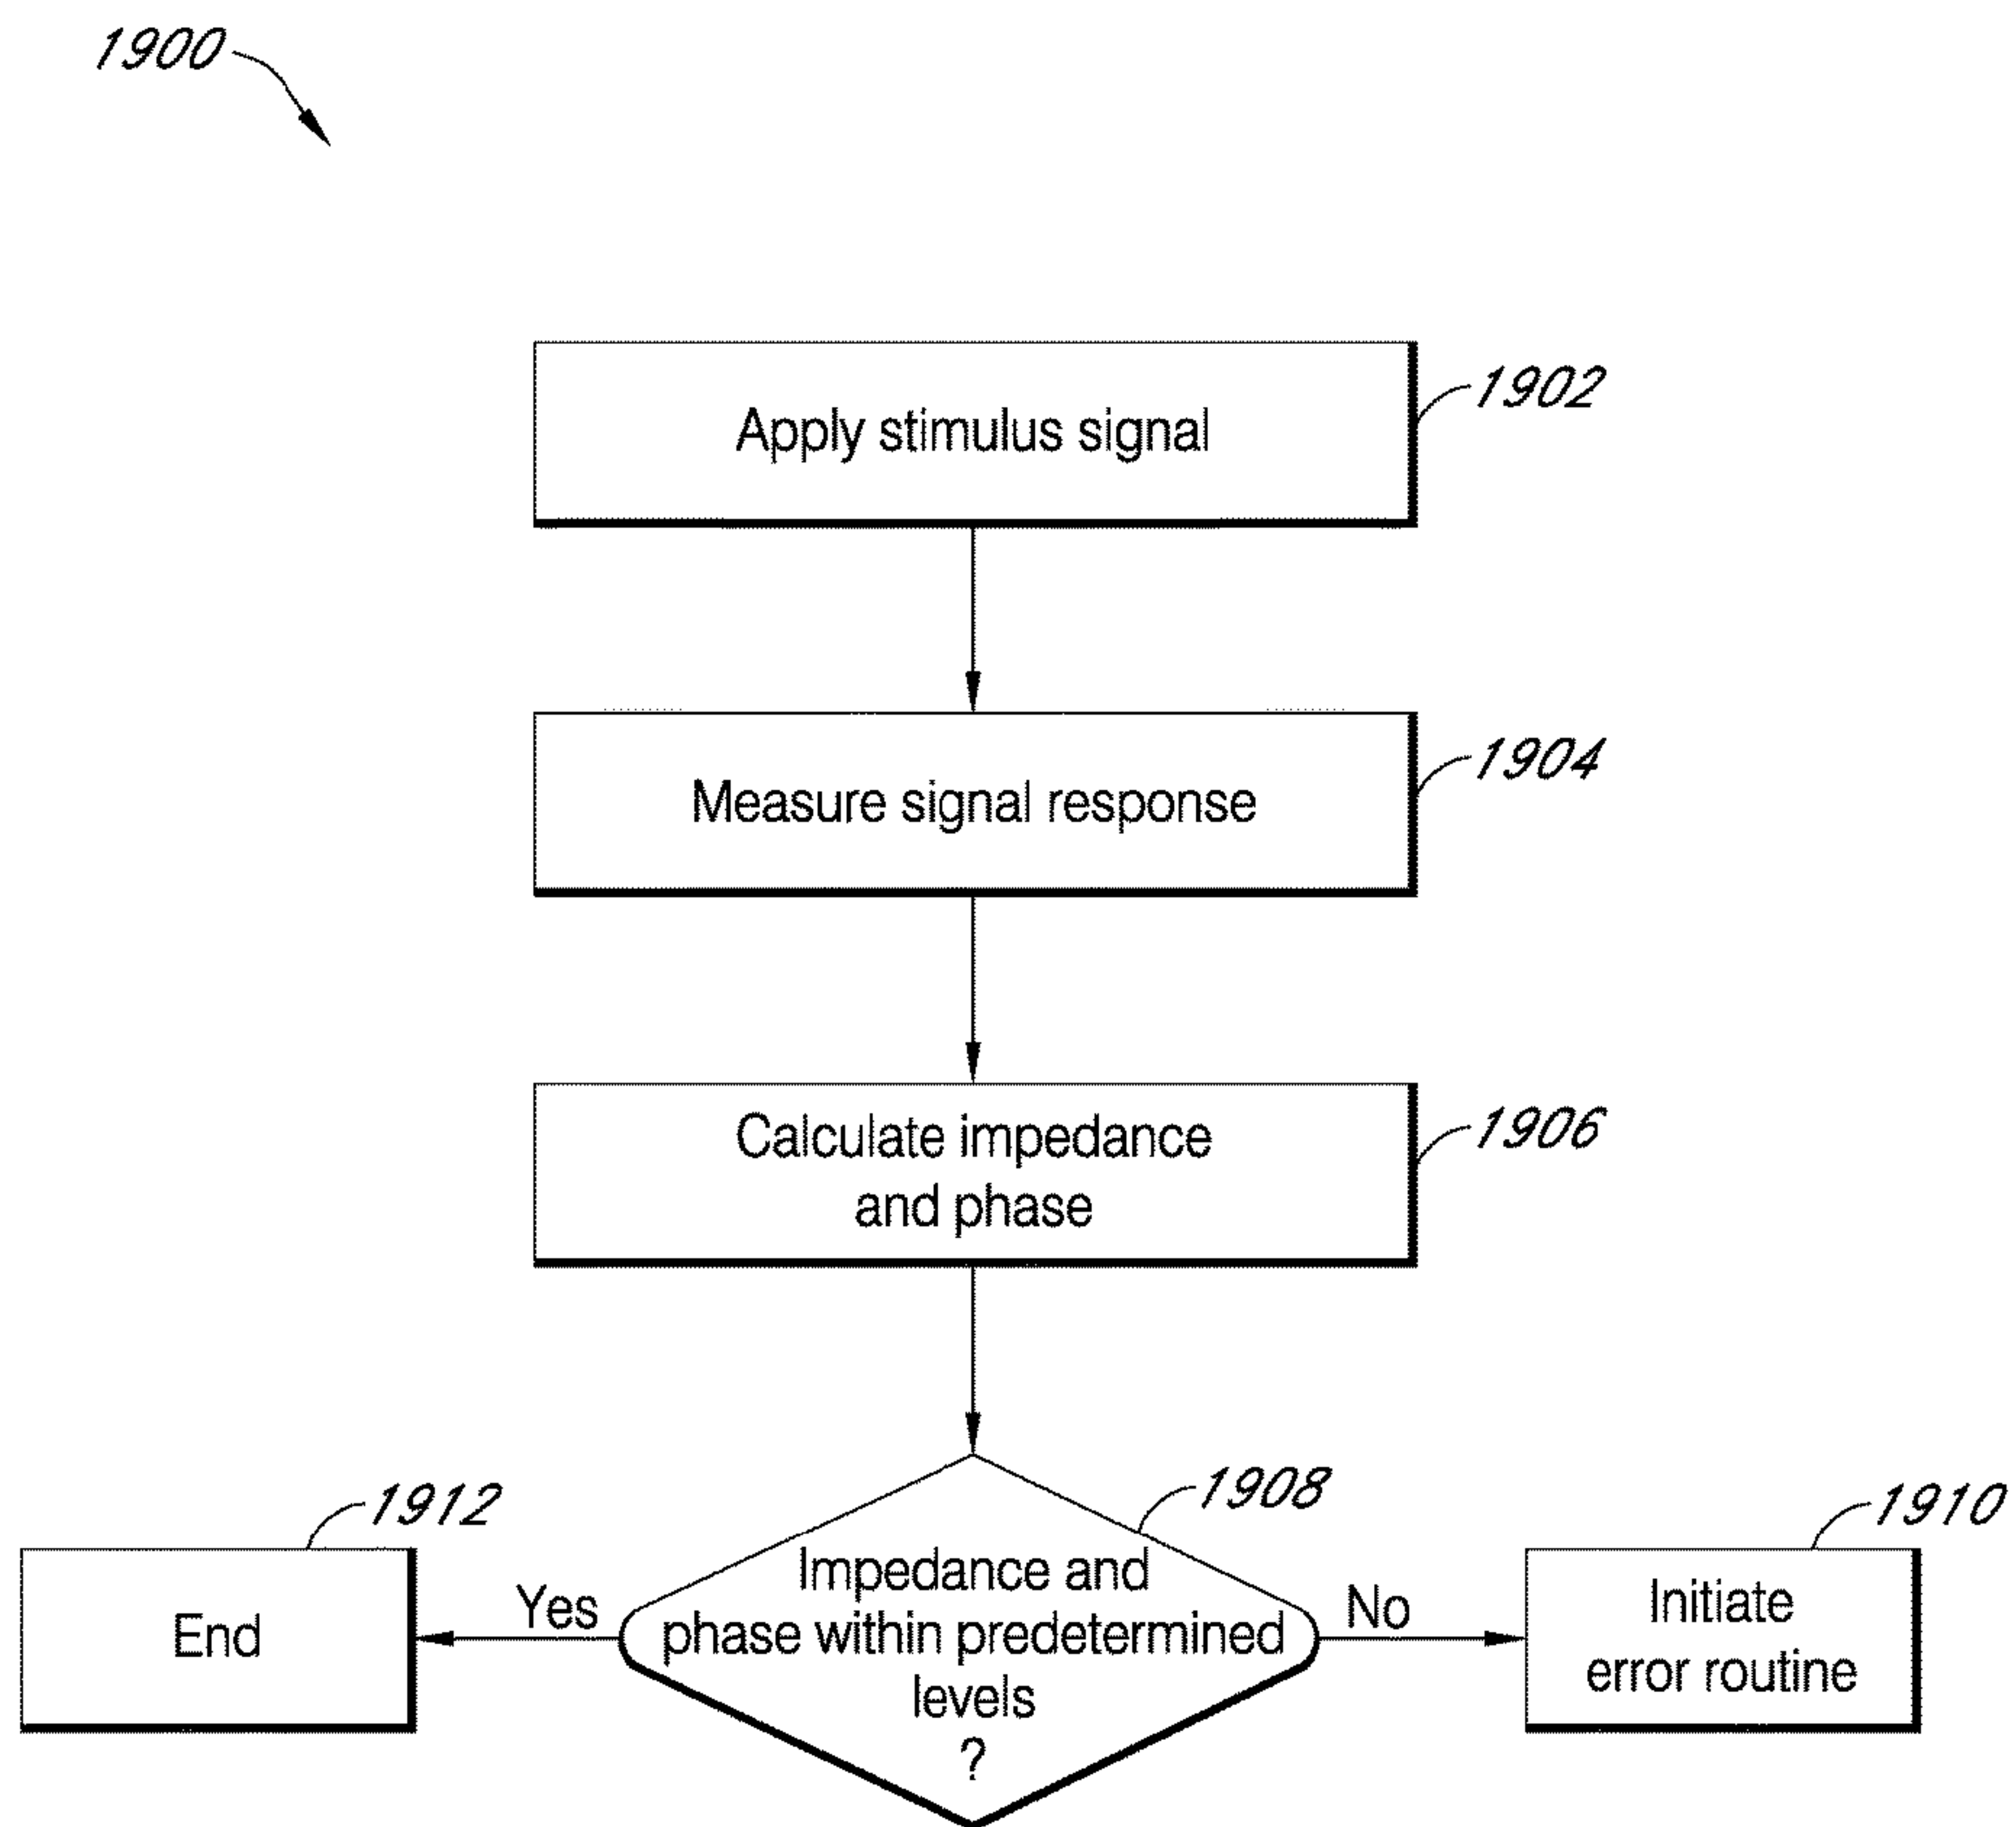 1900
Apply stimulus signal
1902
Measure signal response
1904
Calculate impedance
and phase
1906
1912
End
Yes
1908
Impedance and
phase within predetermined
levels
?
No
1910
Initiate
error routine